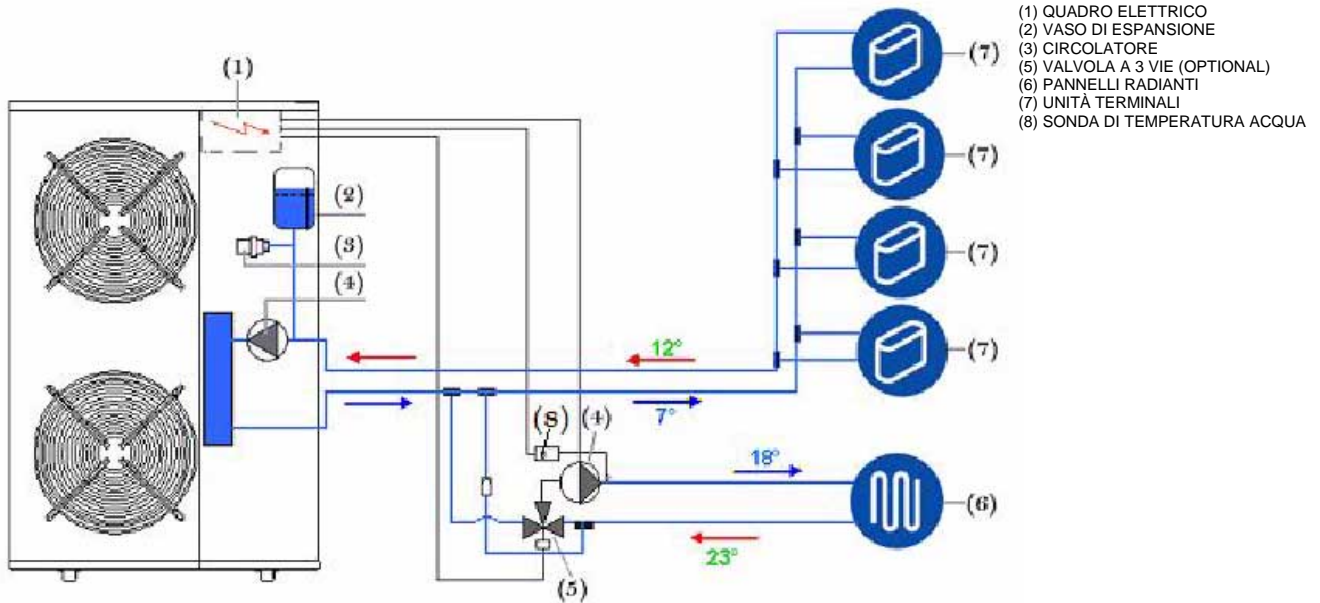 (1) QUADRO ELETTRICO
(2) VASO DI ESPANSIONE
(3) CIRCOLATORE
(5) VALVOLA A 3 VIE (OPTIONAL)
(6) PANNELLI RADIANTI
(7) UNITÀ TERMINALI
(8) SONDA DI TEMPERATURA ACQUA
(1)
(7)
(7)
(2)
(3)
(7)
(4)
12°
(7)
7°
(8)
(4)
18°
(6)
23°
(5)